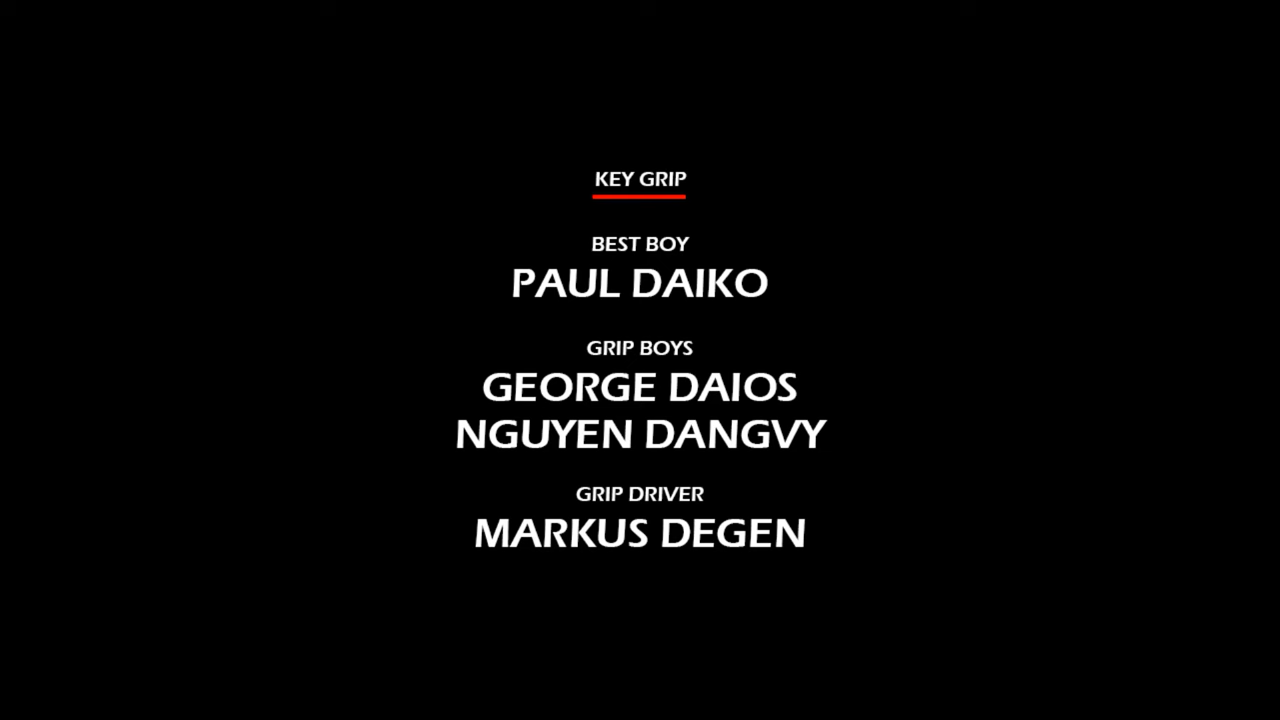 KEY GRIP
BEST BOY
PAUL DAIKO
GRIP BOYS
GEORGE DAIOS
NGUYEN DANGVY
GRIP DRIVER
MARKUS DEGEN